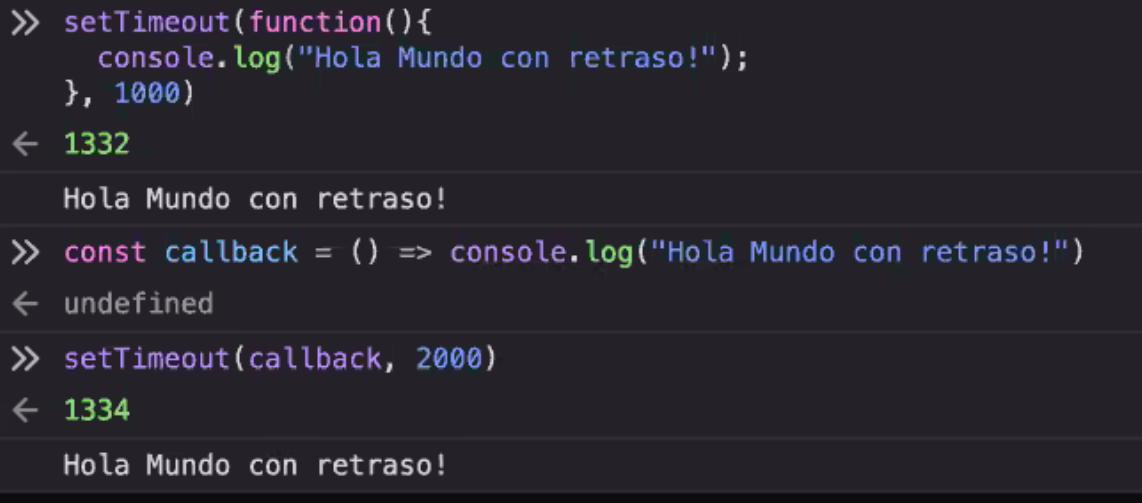 >> setTimeout(function(){
console.log("Hola Mundo con retraso!");
}, 1000)
← 1332
Hola Mundo con retraso!
>> const callback = () => console.log("Hola Mundo con retraso!")
← undefined
>> setTimeout(callback, 2000)
← 1334
Hola Mundo con retraso!